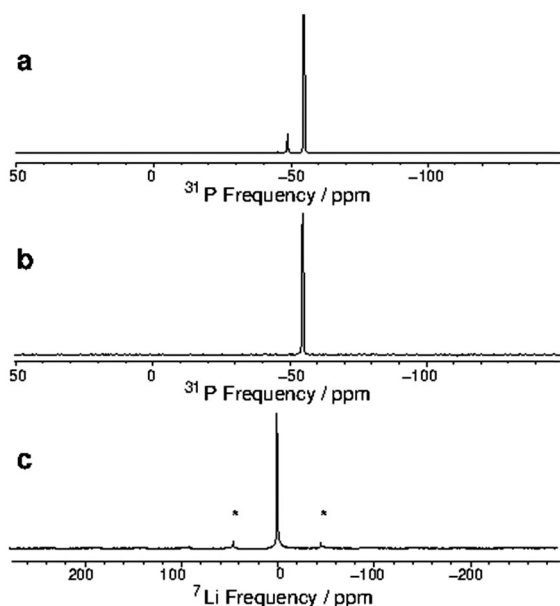 a
50 0 −50 −100
³¹P Frequency / ppm
b
50 0 −50 −100
³¹P Frequency / ppm
c
* *
200 100 0 −100 −200
⁷Li Frequency / ppm